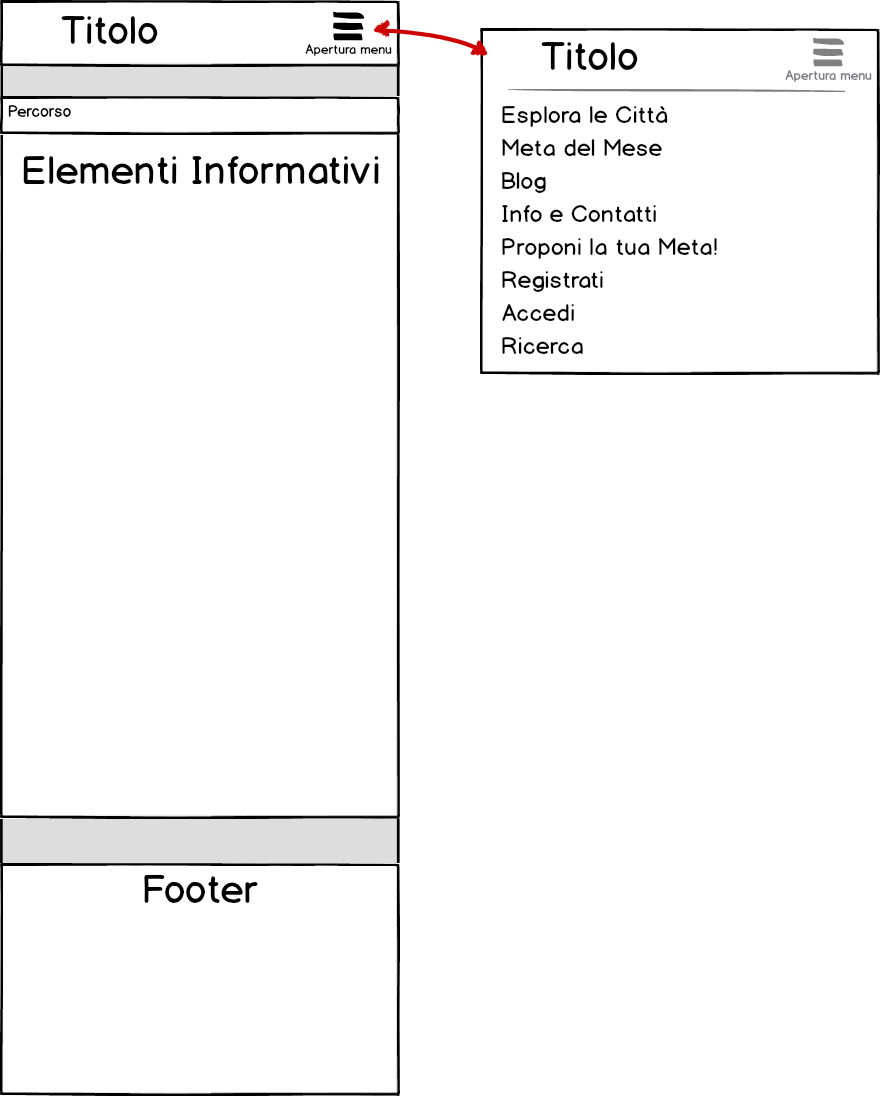 Titolo
Apertura menu
Percorso
Elementi Informativi
Footer
Titolo
Apertura menu
Esplora le Città
Meta del Mese
Blog
Info e Contatti
Proponi la tua Meta!
Registrati
Accedi
Ricerca